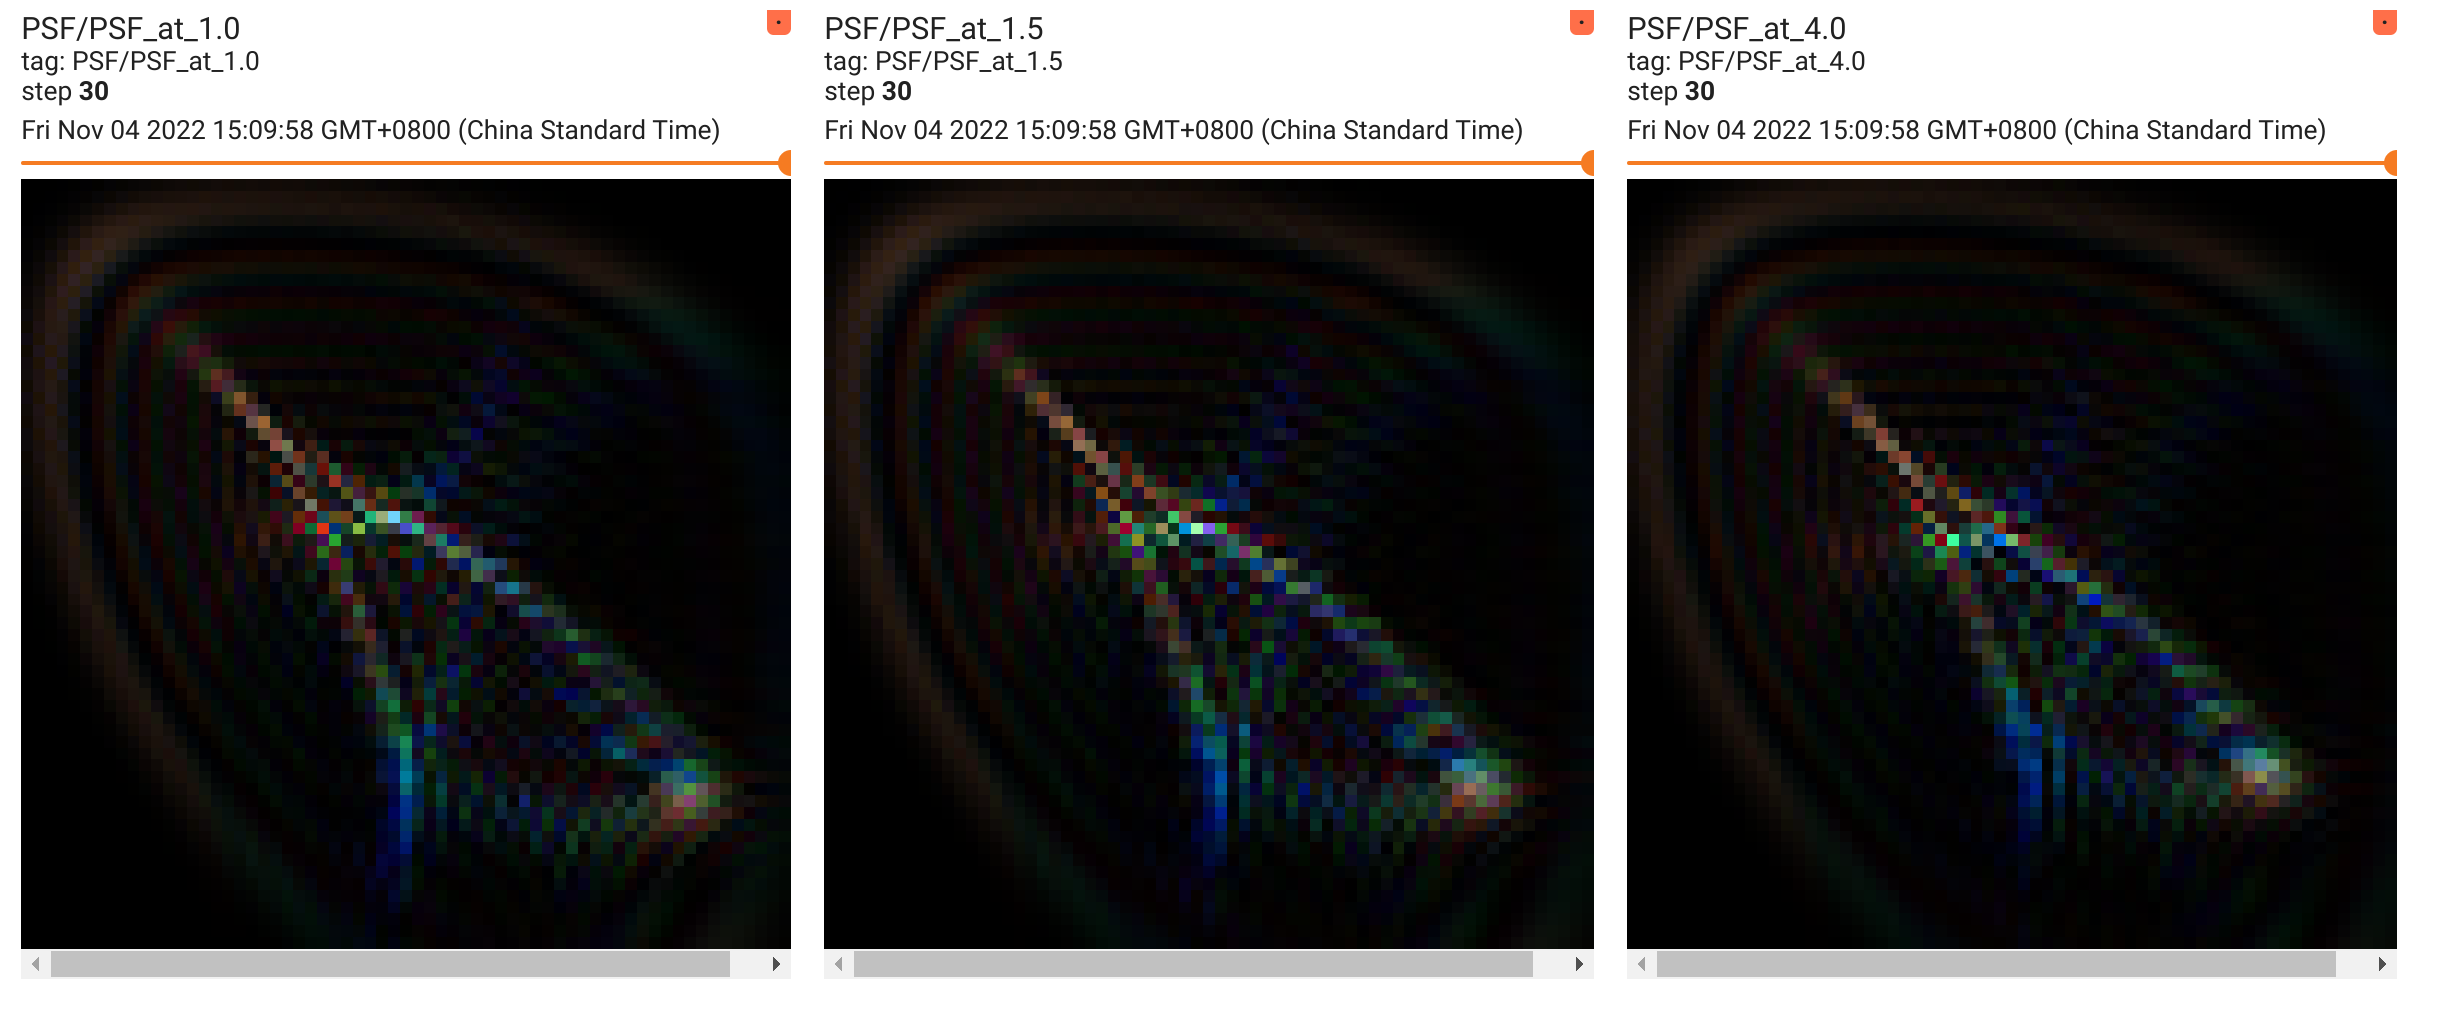 PSF/PSF_at_1.0
tag: PSF/PSF_at_1.0
step 30
Fri Nov 04 2022 15:09:58 GMT+0800 (China Standard Time)
PSF/PSF_at_1.5
tag: PSF/PSF_at_1.5
step 30
Fri Nov 04 2022 15:09:58 GMT+0800 (China Standard Time)
PSF/PSF_at_4.0
tag: PSF/PSF_at_4.0
step 30
Fri Nov 04 2022 15:09:58 GMT+0800 (China Standard Time)